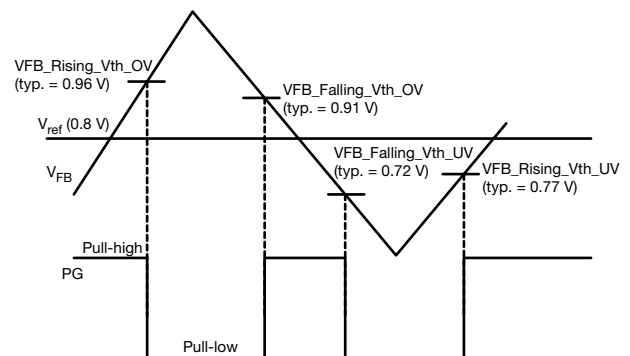 VFB_Rising_Vth_OV
(typ. = 0.96 V)
VFB_Falling_Vth_OV
(typ. = 0.91 V)
Vref (0.8 V)
VFB_Falling_Vth_UV
(typ. = 0.72 V)
VFB_Rising_Vth_UV
(typ. = 0.77 V)
VFB
Pull-high
PG
Pull-low